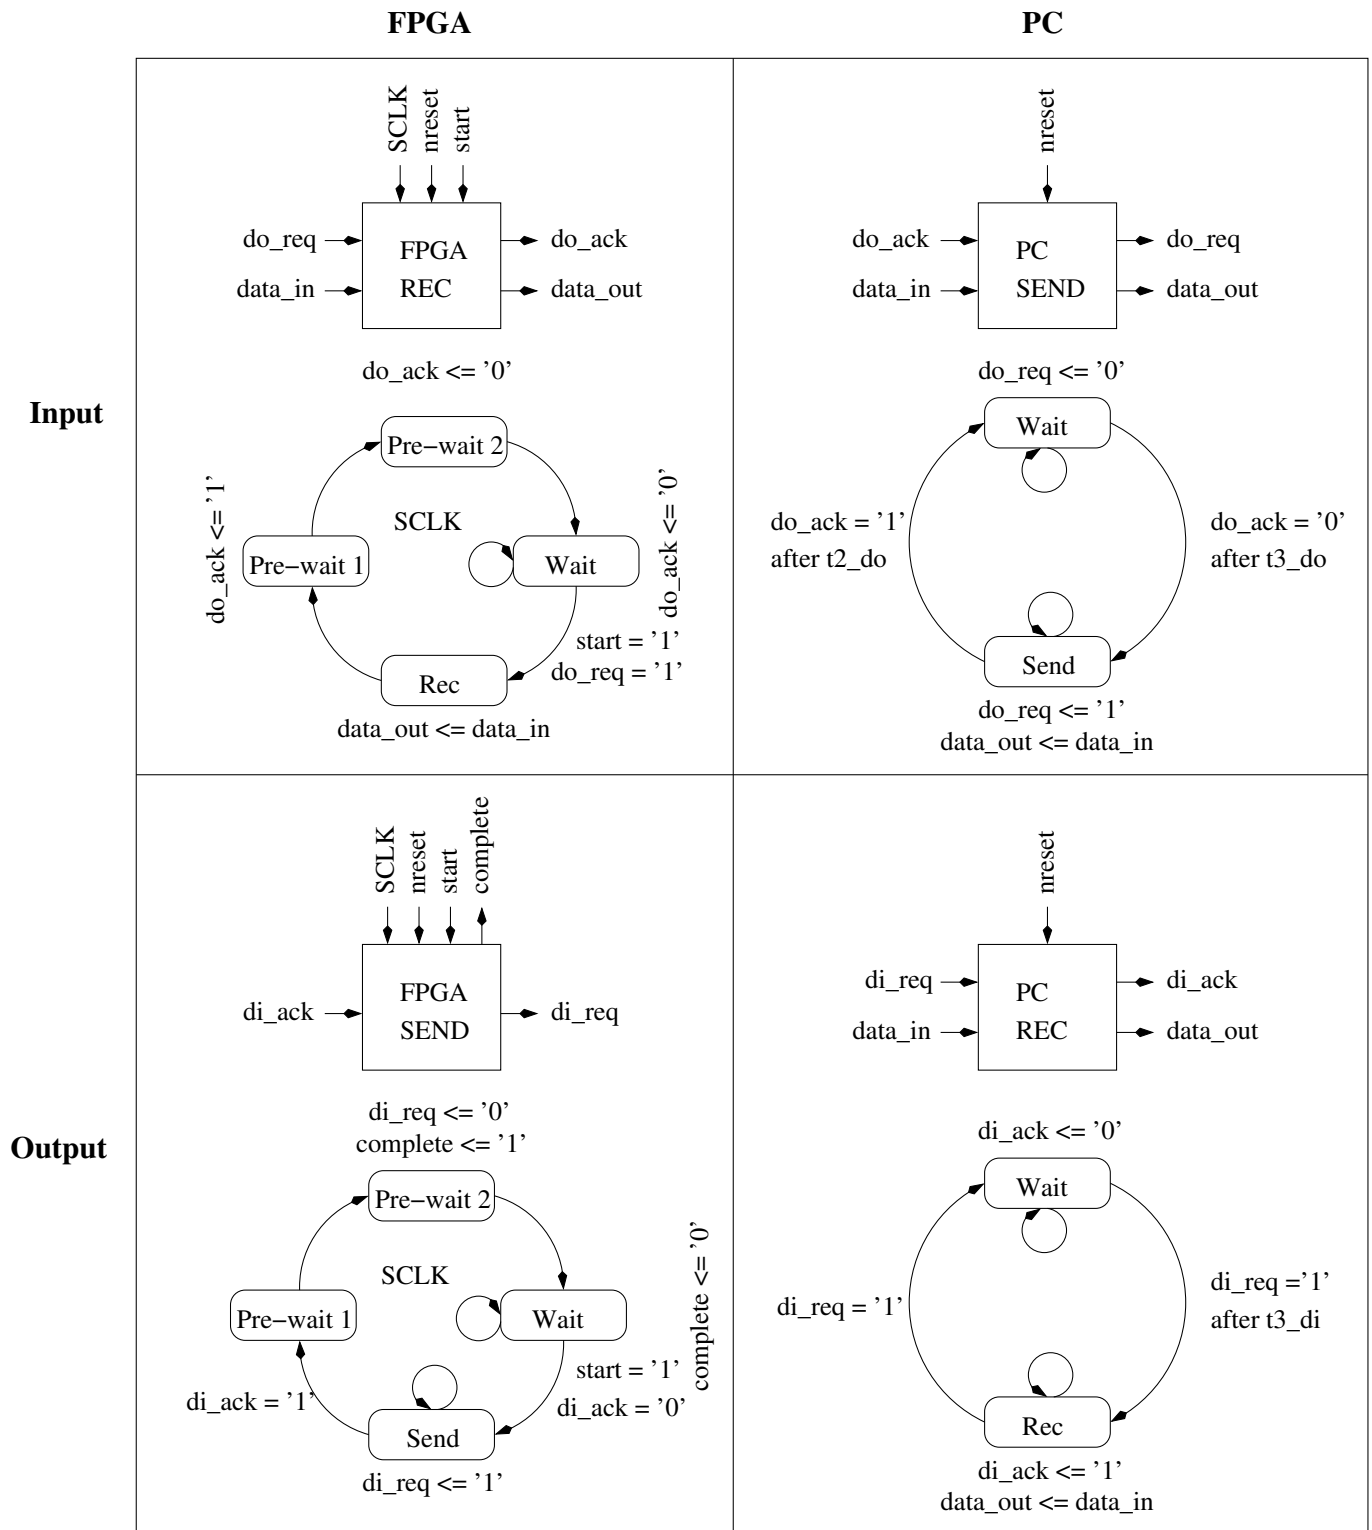 FPGA
PC
Input
SCLK
nreset
start
do_req
data_in
FPGA
REC
do_ack
data_out
do_ack <= '0'
Pre−wait 2
do_ack <= '1'
SCLK
Pre−wait 1
Wait
do_ack <= '0'
start = '1'
do_req = '1'
Rec
data_out <= data_in
nreset
do_ack
data_in
PC
SEND
do_req
data_out
do_req <= '0'
Wait
do_ack = '1'
after t2_do
do_ack = '0'
after t3_do
Send
do_req <= '1'
data_out <= data_in
Output
SCLK
nreset
start
complete
di_ack
FPGA
SEND
di_req
di_req <= '0'
complete <= '1'
Pre−wait 2
SCLK
Pre−wait 1
Wait
complete <= '0'
di_ack = '1'
start = '1'
di_ack = '0'
Send
di_req <= '1'
nreset
di_req
data_in
PC
REC
di_ack
data_out
di_ack <= '0'
Wait
di_req = '1'
di_req ='1'
after t3_di
Rec
di_ack <= '1'
data_out <= data_in